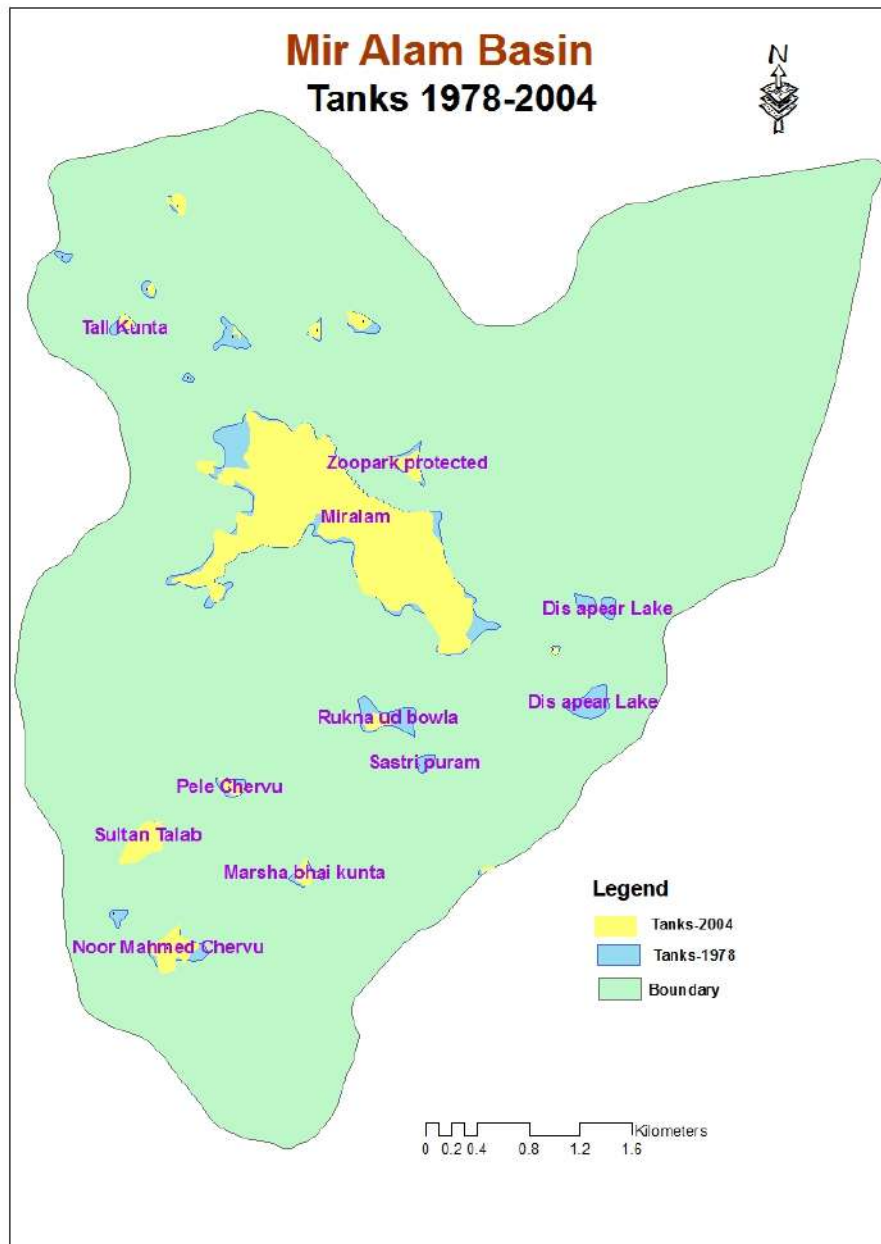 Mir Alam Basin
Tanks 1978-2004
N
Tall Kunta
Zoopark protected
Miralam
Dis apear Lake
Dis apear Lake
Rukna ud bowla
Sastri puram
Pele Chervu
Sultan Talab
Marsha bhai kunta
Noor Mahmed Chervu
Legend
Tanks-2004
Tanks-1978
Boundary
Kilometers
0 0.2 0.4 0.8 1.2 1.6